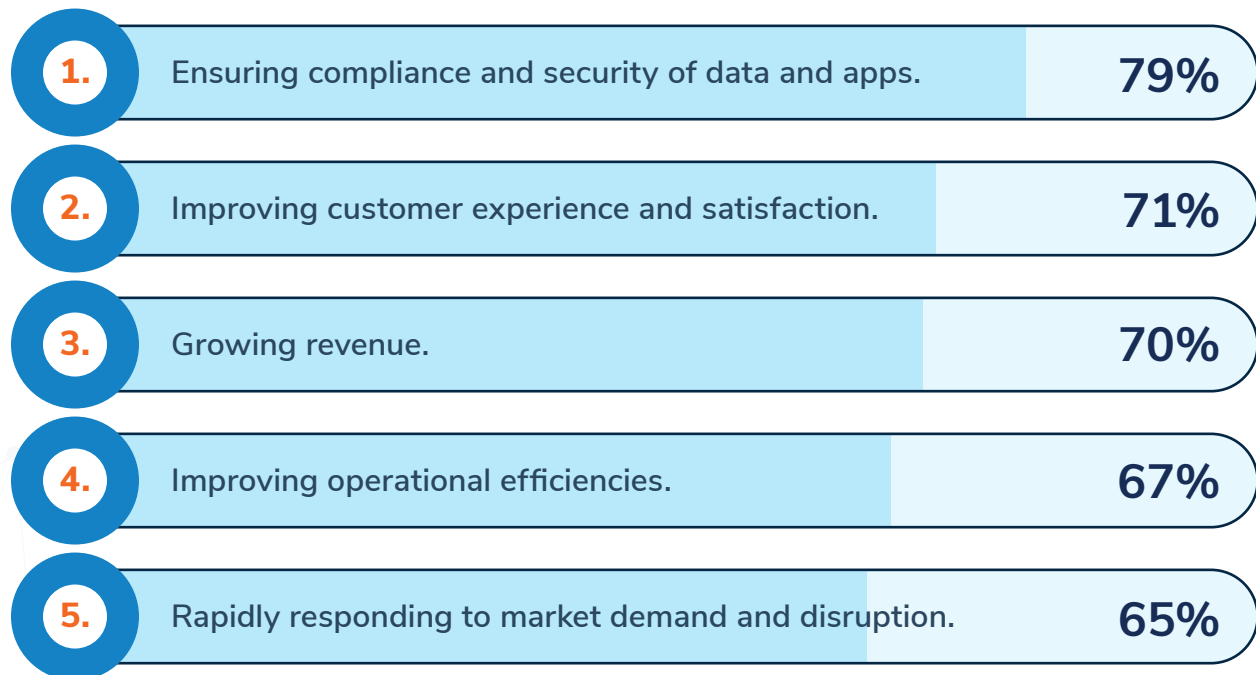 1. Ensuring compliance and security of data and apps. 79%
2. Improving customer experience and satisfaction. 71%
3. Growing revenue. 70%
4. Improving operational efficiencies. 67%
5. Rapidly responding to market demand and disruption. 65%